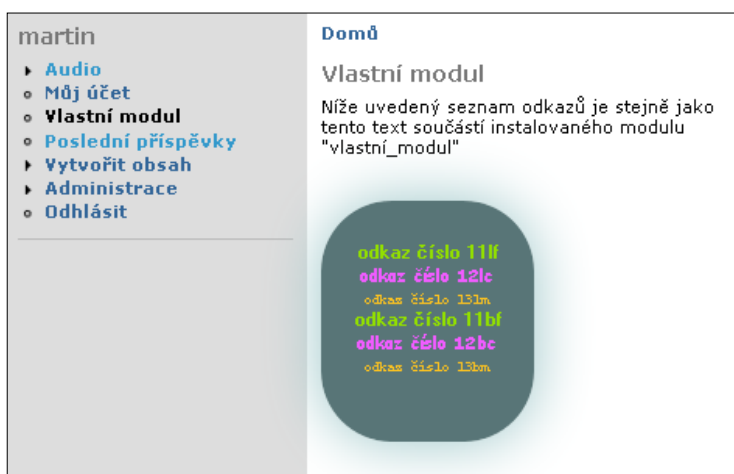 martin
Audio
Můj účet
Vlastní modul
Poslední příspěvky
Vytvořit obsah
Administrace
Odhlásit
Domů
Vlastní modul
Níže uvedený seznam odkazů je stejně jako
tento text součástí instalovaného modulu
"vlastní_modul"
odkaz číslo 11lf
odkaz číslo 12lc
odkaz číslo 13lm
odkaz číslo 11bf
odkaz číslo 12bc
odkaz číslo 13bm